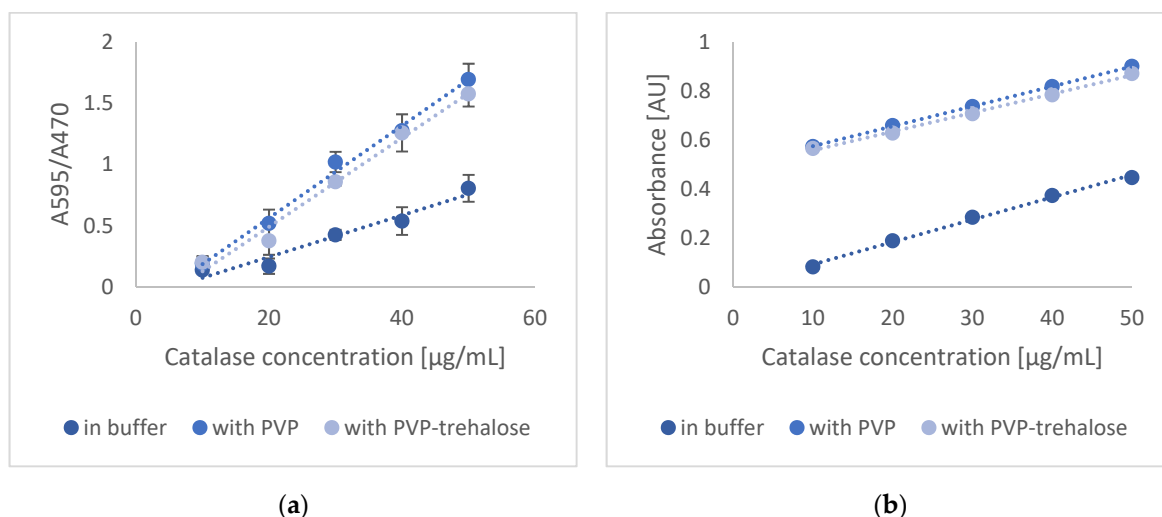 2
1.5
1
0.5
0
A595/A470
0 20 40 60
Catalase concentration [µg/mL]
in buffer with PVP with PVP-trehalose
(a)
1
0.8
0.6
0.4
0.2
0
Absorbance [AU]
0 10 20 30 40 50
Catalase concentration [µg/mL]
in buffer with PVP with PVP-trehalose
(b)